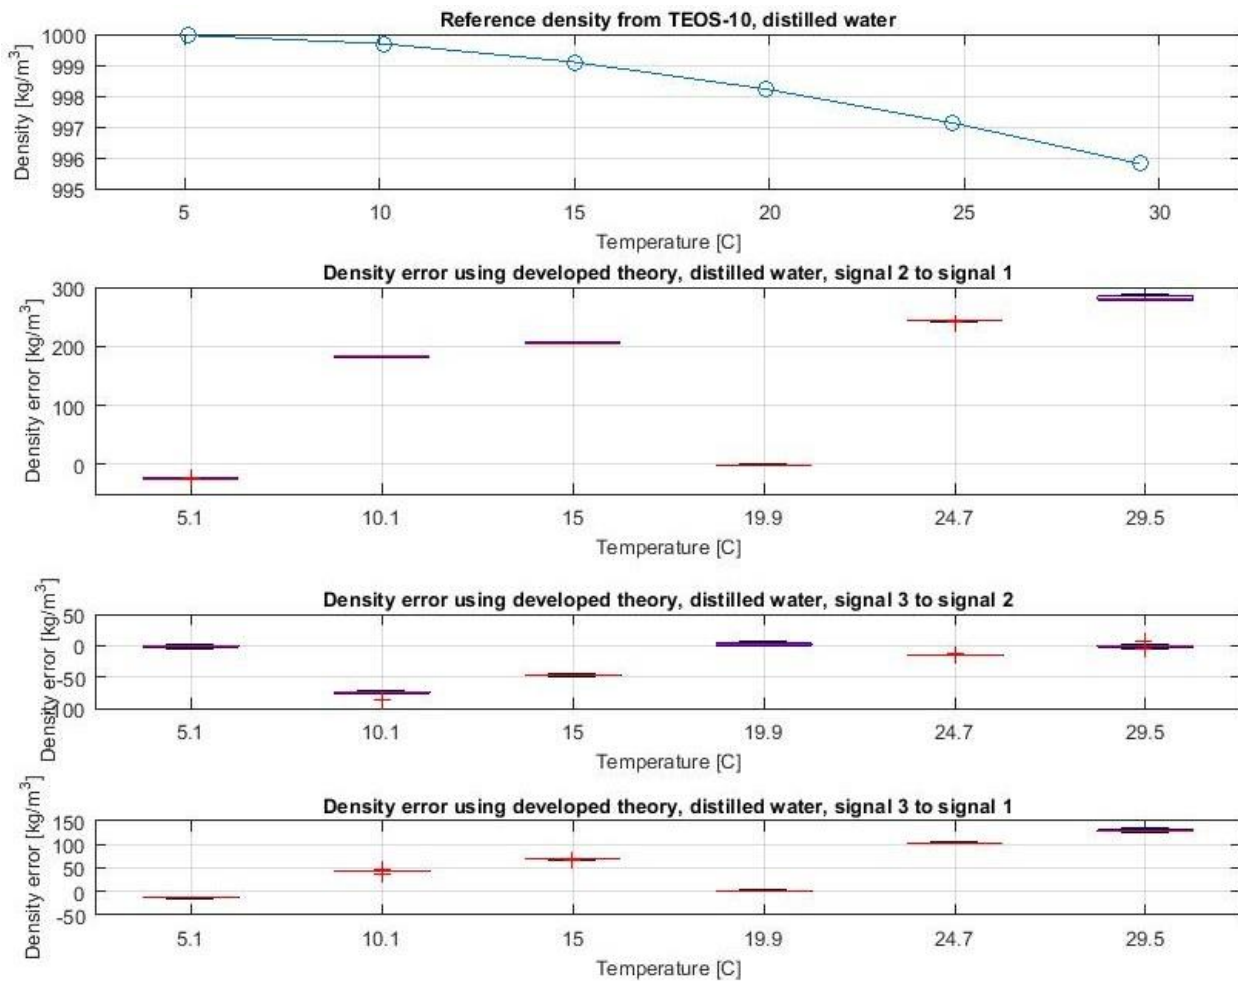 Reference density from TEOS-10, distilled water
Density [kg/m³]
1000
999
998
997
996
995
5 10 15 20 25 30
Temperature [C]
Density error using developed theory, distilled water, signal 2 to signal 1
Density error [kg/m³]
300
200
100
0
5.1 10.1 15 19.9 24.7 29.5
Temperature [C]
Density error using developed theory, distilled water, signal 3 to signal 2
Density error [kg/m³]
50
0
-50
-100
5.1 10.1 15 19.9 24.7 29.5
Temperature [C]
Density error using developed theory, distilled water, signal 3 to signal 1
Density error [kg/m³]
150
100
50
0
-50
5.1 10.1 15 19.9 24.7 29.5
Temperature [C]